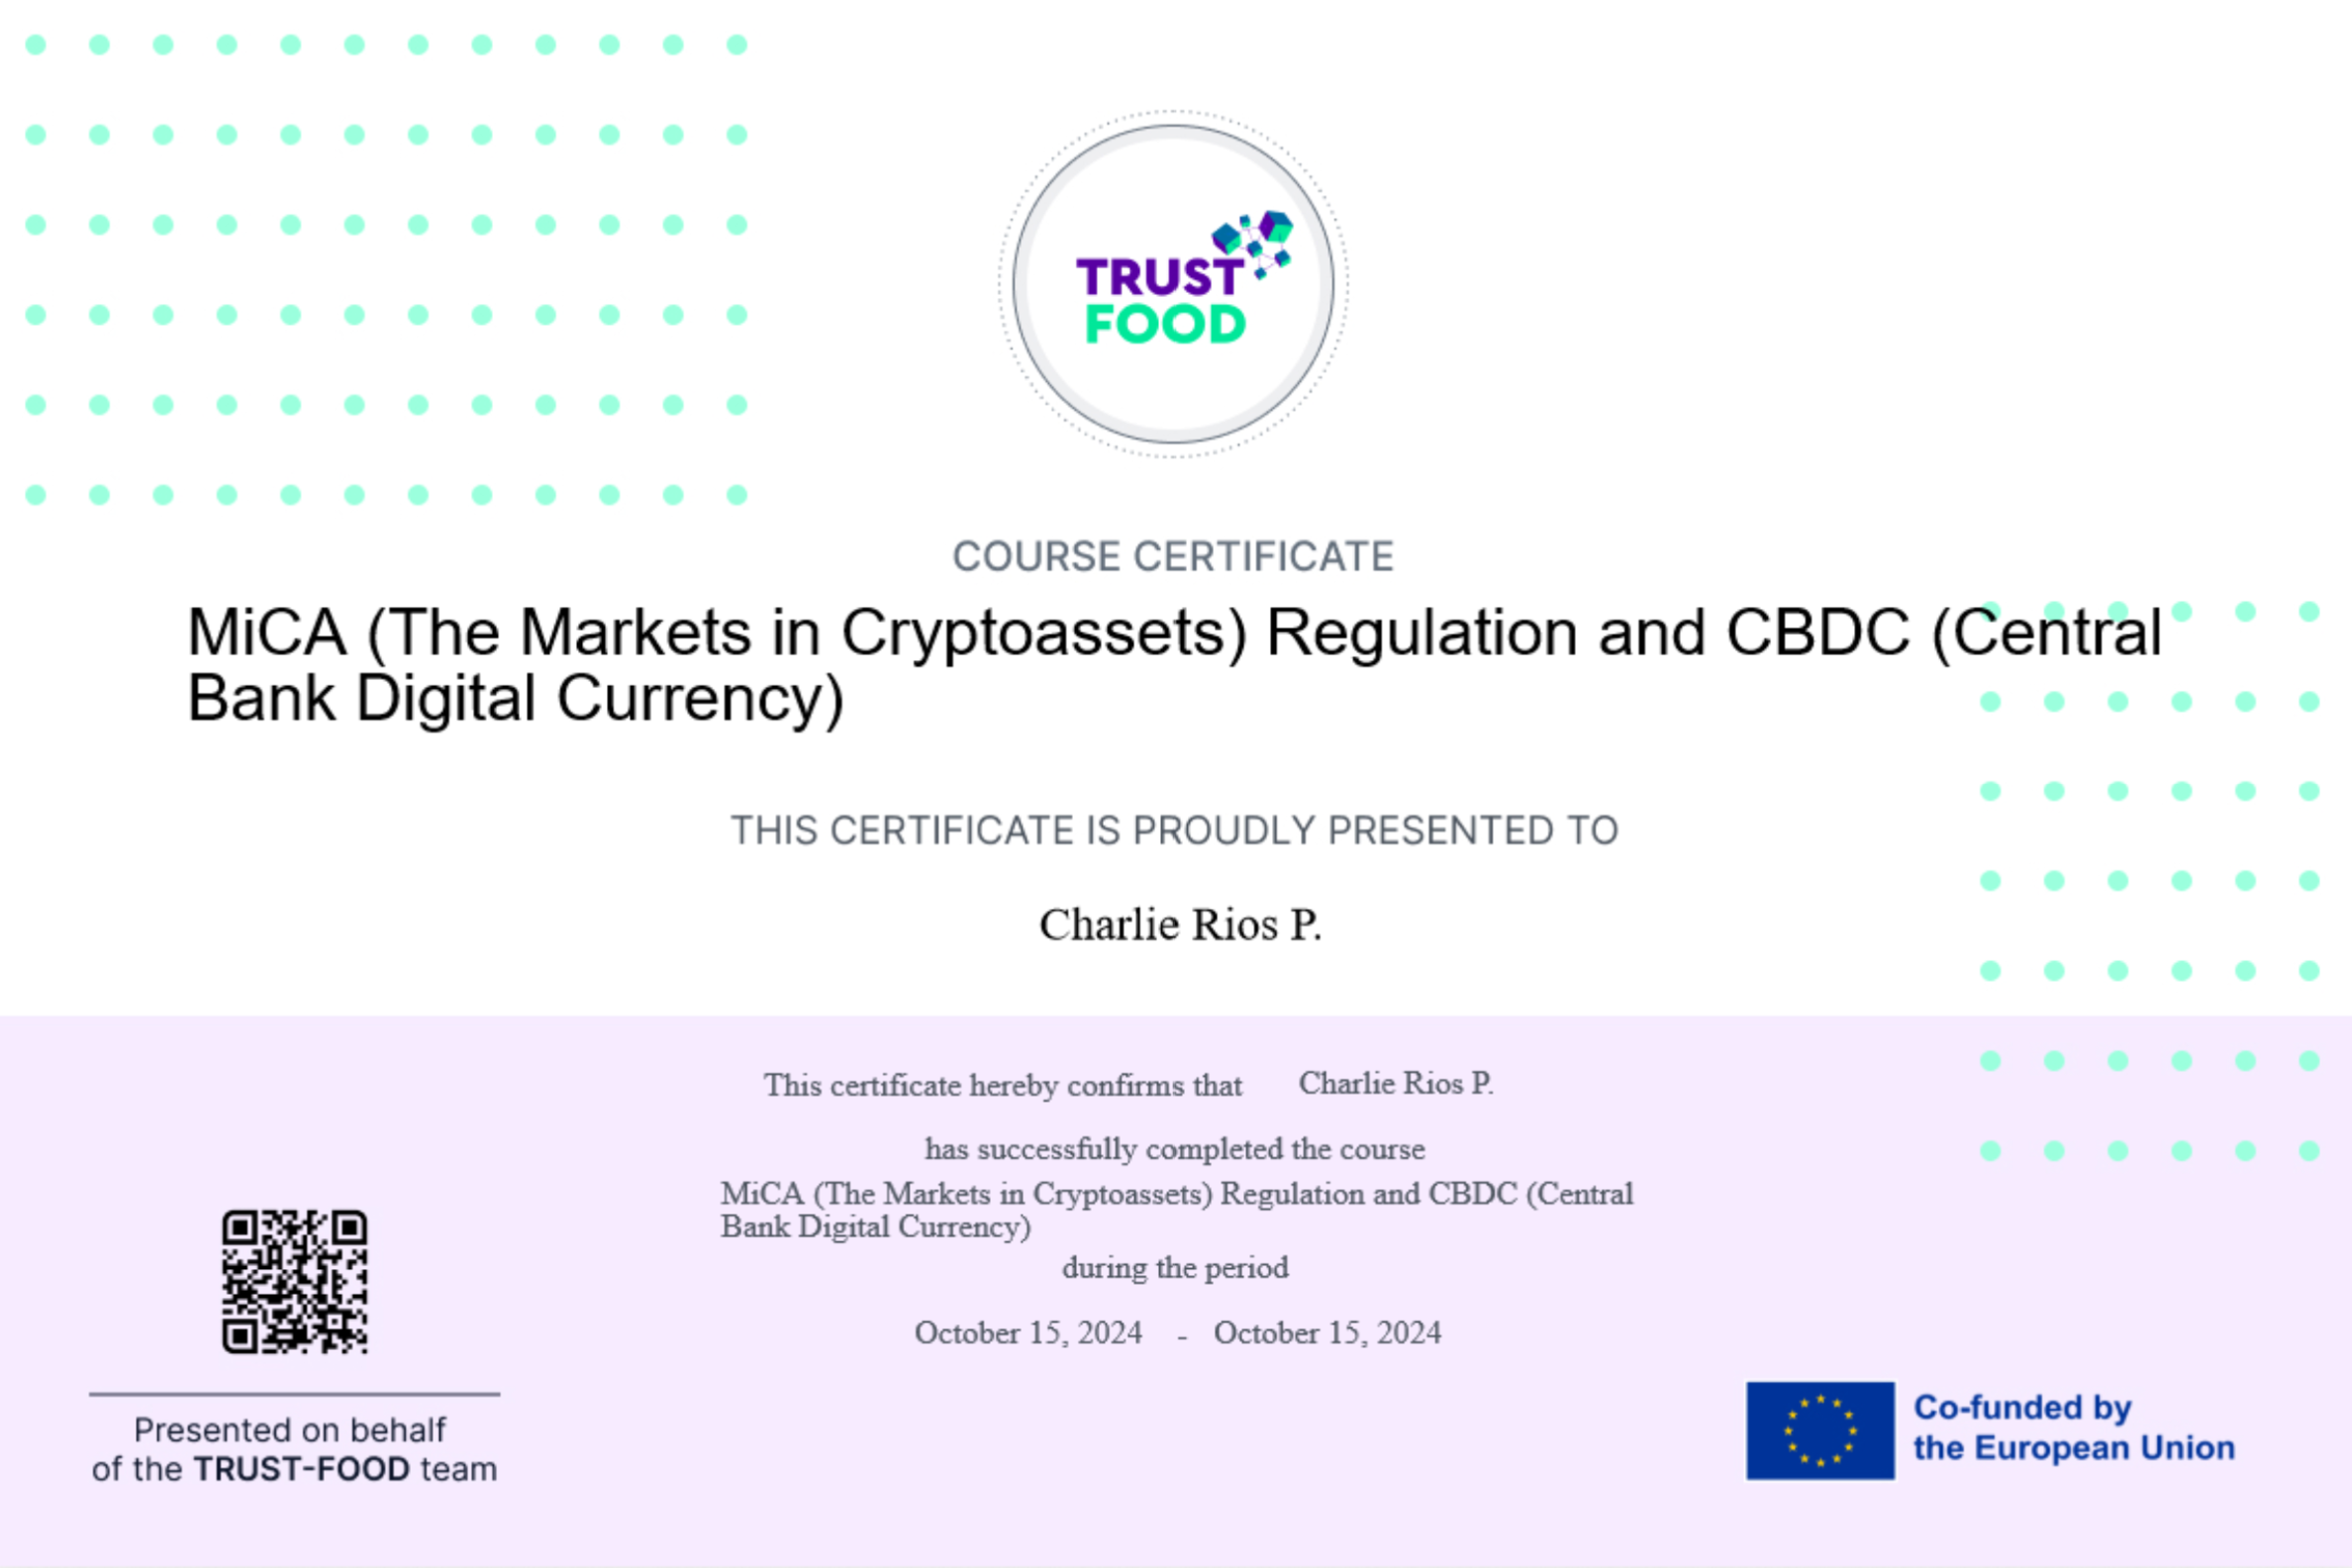 TRUST
FOOD
COURSE CERTIFICATE
MiCA (The Markets in Cryptoassets) Regulation and CBDC (Central
Bank Digital Currency)
THIS CERTIFICATE IS PROUDLY PRESENTED TO
Charlie Rios P.
This certificate hereby confirms that Charlie Rios P.
has successfully completed the course
MiCA (The Markets in Cryptoassets) Regulation and CBDC (Central
Bank Digital Currency)
during the period
October 15, 2024 - October 15, 2024
Presented on behalf
of the TRUST-FOOD team
Co-funded by
the European Union